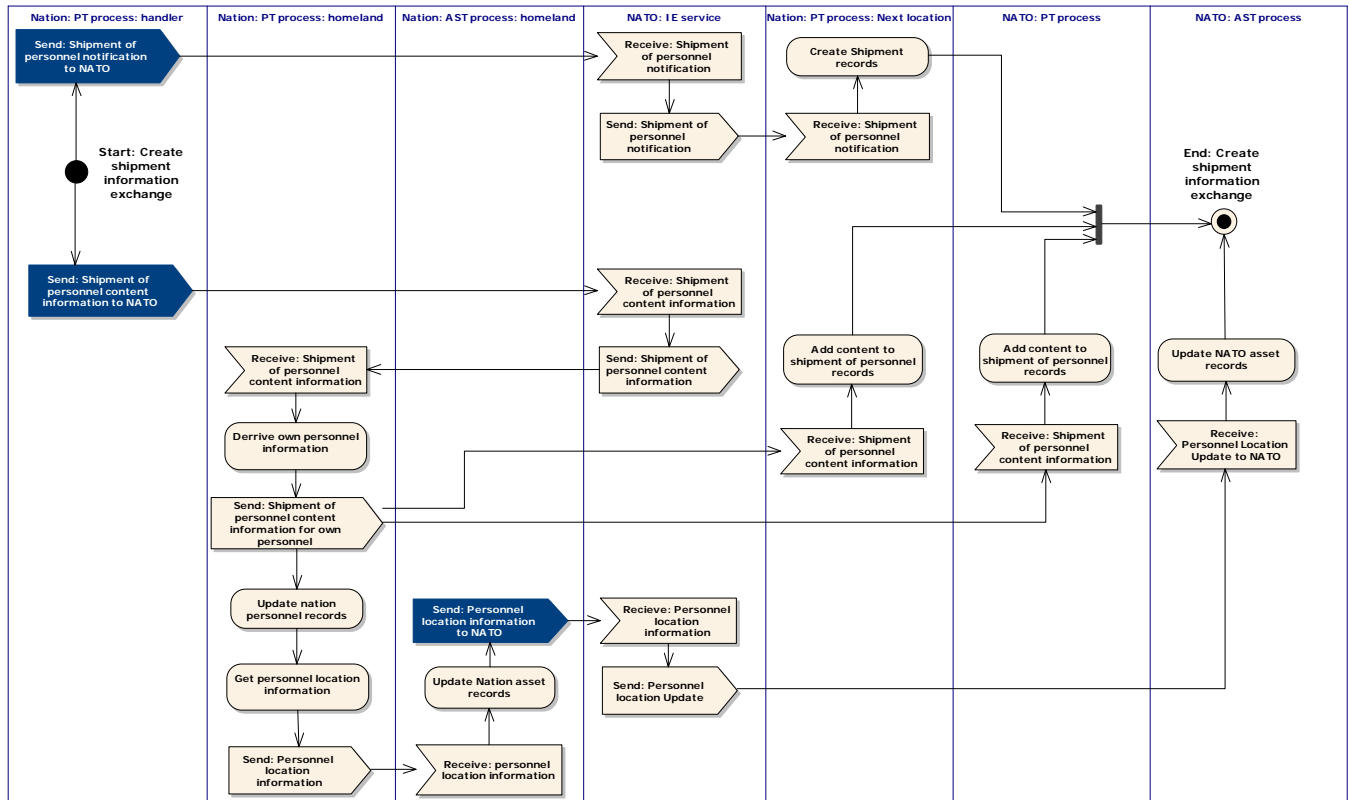 Nation: PT process: handler
Nation: PT process: homeland
Nation: AST process: homeland
NATO: IE service
Nation: PT process: Next location
NATO: PT process
NATO: AST process
Send: Shipment of
personnel notification
to NATO
Receive: Shipment
of personnel
notification
Create Shipment
records
Send: Shipment of
personnel
notification
Receive: Shipment
of personnel
notification
Start: Create
shipment
information
exchange
End: Create
shipment
information
exchange
Send: Shipment of
personnel content
information to NATO
Receive: Shipment
of personnel
content information
Receive: Shipment
of personnel
content information
Send: Shipment of
personnel content
information
Add content to
shipment of personnel
records
Add content to
shipment of personnel
records
Update NATO asset
records
Derrive own personnel
information
Receive: Shipment
of personnel
content information
Receive: Shipment
of personnel
content information
Receive:
Personnel Location
Update to NATO
Send: Shipment of
personnel content
information for own
personnel
Update nation
personnel records
Send: Personnel
location information
to NATO
Recieve: Personnel
location
information
Get personnel location
information
Update Nation asset
records
Send: Personnel
location Update
Send: Personnel
location
information
Receive: personnel
location information